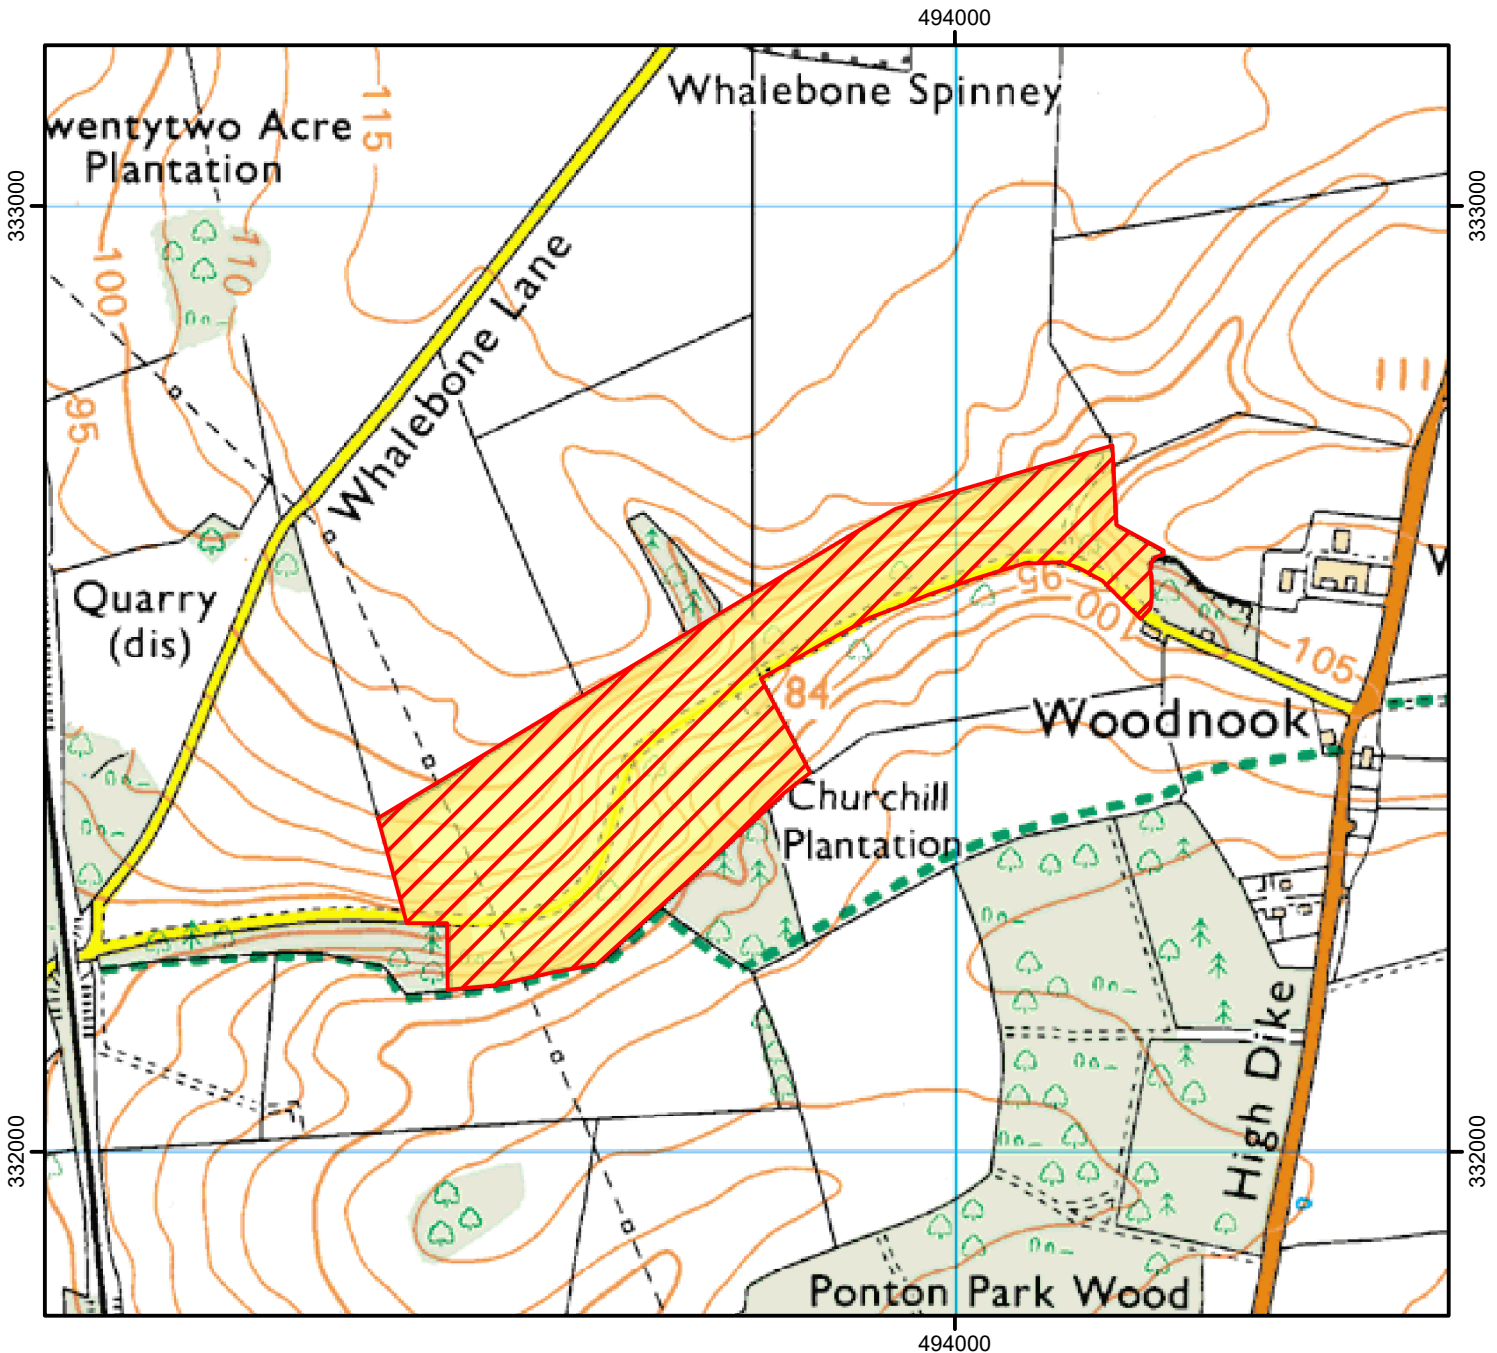 494000
Whalebone Spinney
115
wentytwo Acre
Plantation
333000
333000
110
100
Whalebone Lane
111
95
Quarry
(dis)
95
100
105
W
84
Woodnook
Churchill
Plantation
High Dike
332000
332000
Ponton Park Wood
494000